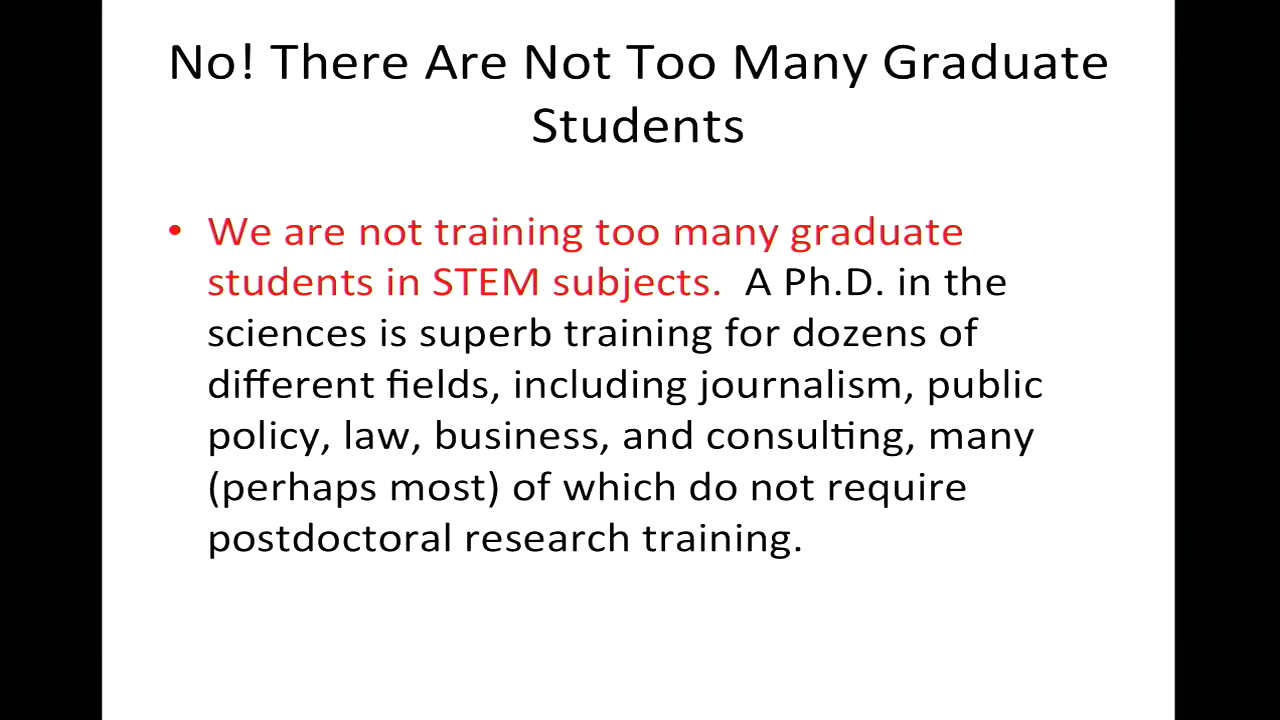 No! There Are Not Too Many Graduate
Students
• We are not training too many graduate
students in STEM subjects. A Ph.D. in the
sciences is superb training for dozens of
different fields, including journalism, public
policy, law, business, and consulting, many
(perhaps most) of which do not require
postdoctoral research training.